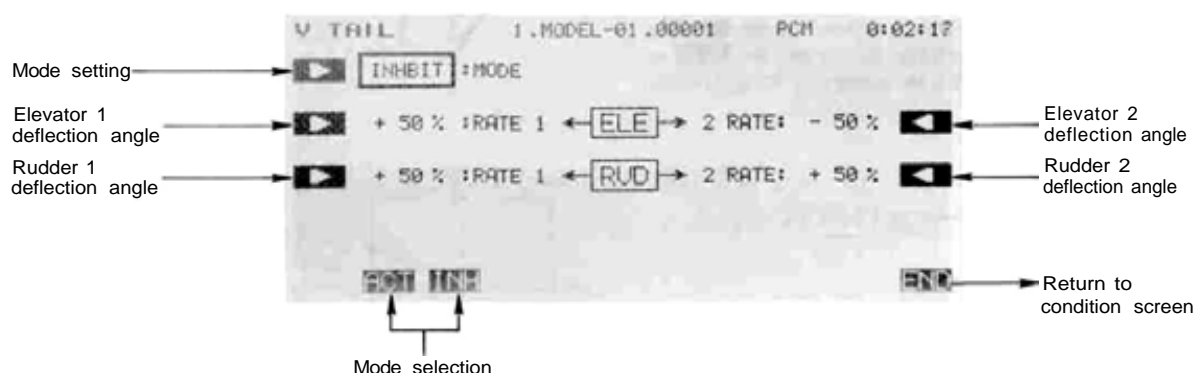 V TAIL 1.MODEL-01.00001 PCM 0:02:17
Mode setting INHBIT :MODE
Elevator 1
deflection angle
+ 50 % :RATE 1 ELE 2 RATE: - 50 %
Elevator 2
deflection angle
Rudder 1
deflection angle
+ 50 % :RATE 1 RUD 2 RATE: + 50 %
Rudder 2
deflection angle
ACT INH END
Return to
condition screen
Mode selection